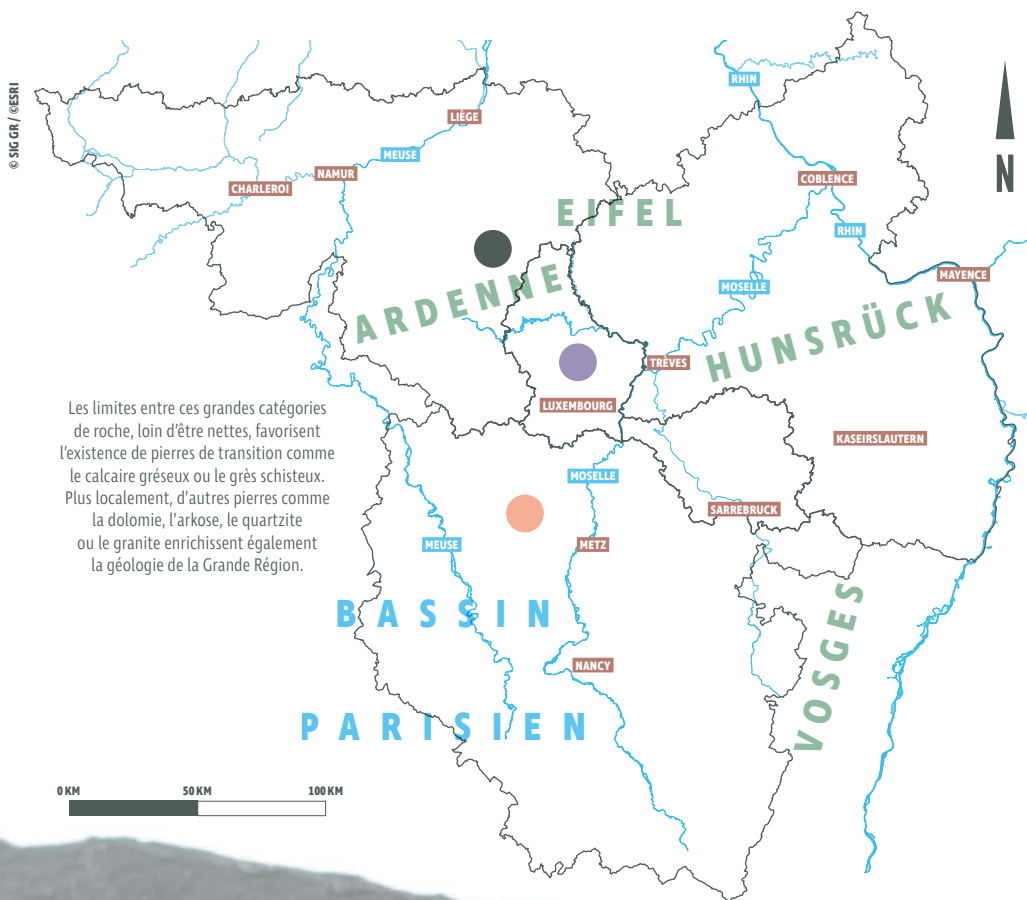 © SIG GR / ©ESRI
RHIN
LIÈGE
MEUSE
NAMUR
CHARLEROI
COBLENCE
N
EIFEL
RHIN
MAYENCE
MOSELLE
ARDENNE
HUNSRÜCK
TRÈVES
LUXEMBOURG
Les limites entre ces grandes catégories
de roche, loin d'être nettes, favorisent
l'existence de pierres de transition comme
le calcaire gréseux ou le grès schisteux.
Plus localement, d'autres pierres comme
la dolomie, l'arkose, le quartzite
ou le granite enrichissent également
la géologie de la Grande Région.
KASEIRSLAUTERN
MOSELLE
SARREBRUCK
MEUSE
METZ
BASSIN
VOSGES
NANCY
PARISIEN
0 KM 50 KM 100 KM